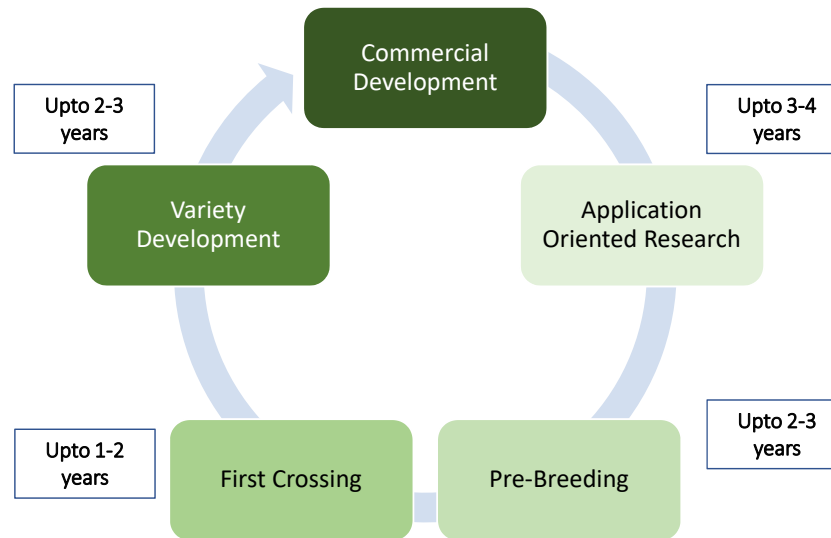 Commercial
Development
Upto 2-3
years
Upto 3-4
years
Variety
Development
Application
Oriented Research
Upto 1-2
years
First Crossing
Pre-Breeding
Upto 2-3
years